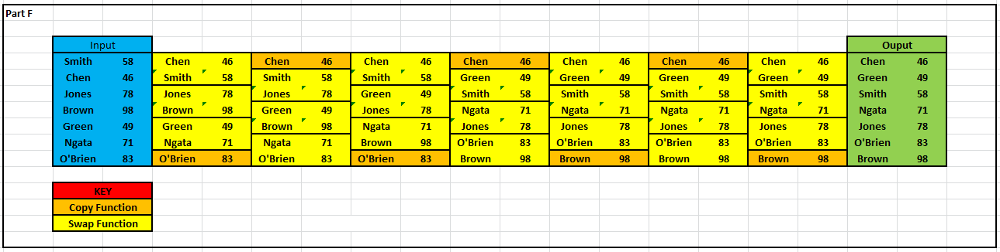 Part F
Input Ouput
Smith 58 Chen 46 Chen 46 Chen 46 Chen 46 Chen 46 Chen 46 Chen 46 Chen 46
Chen 46 Smith 58 Smith 58 Smith 58 Green 49 Green 49 Green 49 Green 49 Green 49
Jones 78 Jones 78 Jones 78 Green 49 Smith 58 Smith 58 Smith 58 Smith 58 Smith 58
Brown 98 Brown 98 Green 49 Jones 78 Ngata 71 Ngata 71 Ngata 71 Ngata 71 Ngata 71
Green 49 Green 49 Brown 98 Ngata 71 Jones 78 Jones 78 Jones 78 Jones 78 Jones 78
Ngata 71 Ngata 71 Ngata 71 Brown 98 O'Brien 83 O'Brien 83 O'Brien 83 O'Brien 83 O'Brien 83
O'Brien 83 O'Brien 83 O'Brien 83 O'Brien 83 Brown 98 Brown 98 Brown 98 Brown 98 Brown 98
KEY
Copy Function
Swap Function